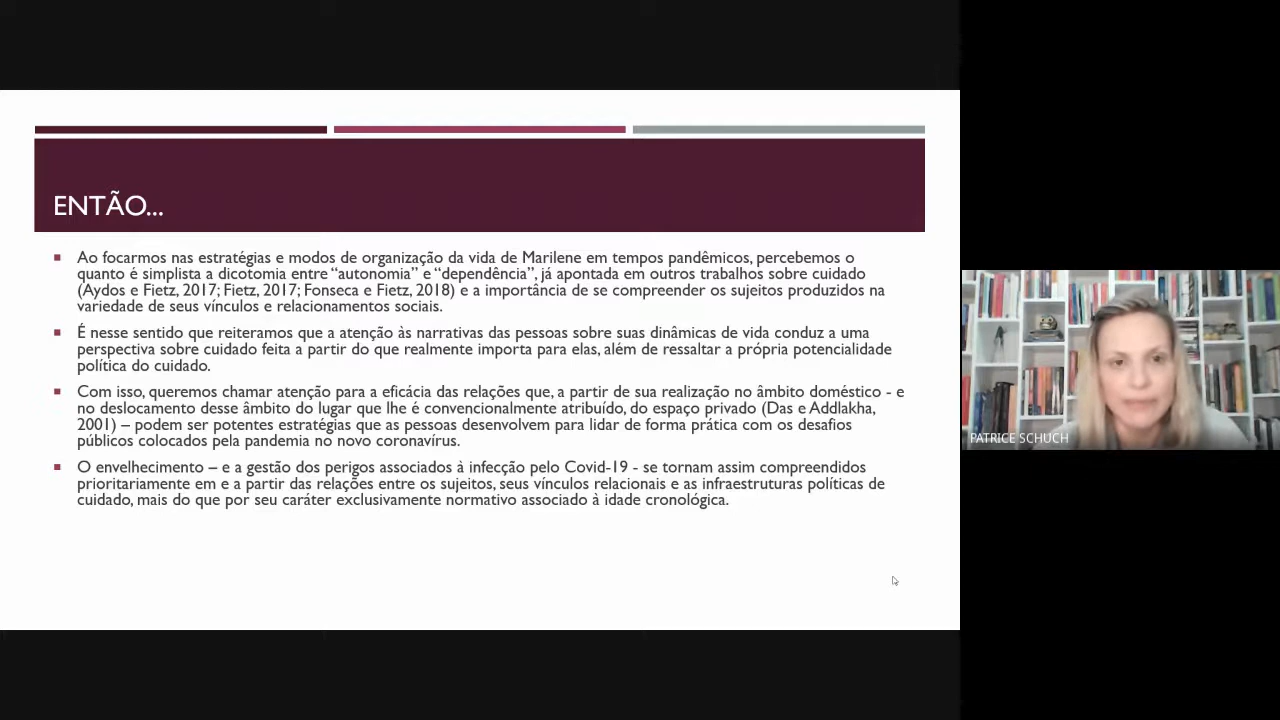 ENTÃO...
Ao focarmos nas estratégias e modos de organização da vida de Marilene em tempos pandêmicos, percebemos o
quanto é simplista a dicotomia entre “autonomia” e “dependência”, já apontada em outros trabalhos sobre cuidado
(Aydos e Fietz, 2017; Fietz, 2017; Fonseca e Fietz, 2018) e a importância de se compreender os sujeitos produzidos na
variedade de seus vínculos e relacionamentos sociais.
É nesse sentido que reiteramos que a atenção às narrativas das pessoas sobre suas dinâmicas de vida conduz a uma
perspectiva sobre cuidado feita a partir do que realmente importa para elas, além de ressaltar a própria potencialidade
política do cuidado.
Com isso, queremos chamar atenção para a eficácia das relações que, a partir de sua realização no âmbito doméstico - e
no deslocamento desse âmbito do lugar que lhe é convencionalmente atribuído, do espaço privado (Das e Addlakha,
2001) – podem ser potentes estratégias que as pessoas desenvolvem para lidar de forma prática com os desafios
públicos colocados pela pandemia no novo coronavírus.
O envelhecimento – e a gestão dos perigos associados à infecção pelo Covid-19 - se tornam assim compreendidos
prioritariamente em e a partir das relações entre os sujeitos, seus vínculos relacionais e as infraestruturas políticas de
cuidado, mais do que por seu caráter exclusivamente normativo associado à idade cronológica.
PATRICE SCHUCH